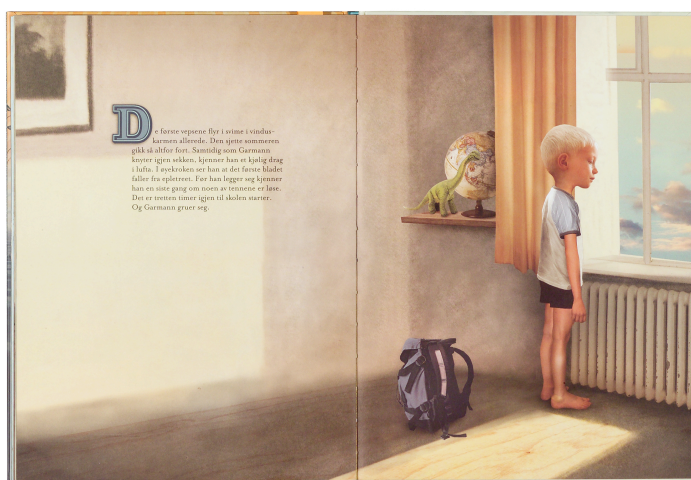 De første vepsene flyr i svime i vindus-
karmen allerede. Den sjette sommeren
gikk så altfor fort. Samtidig som Garmann
knyter igjen sekken, kjenner han et kjølig drag
i lufta. I øyekroken ser han at det første bladet
faller fra epletreet. Før han legger seg kjenner
han en siste gang om noen av tennene er løse.
Det er tretten timer igjen til skolen starter.
Og Garmann gruer seg.